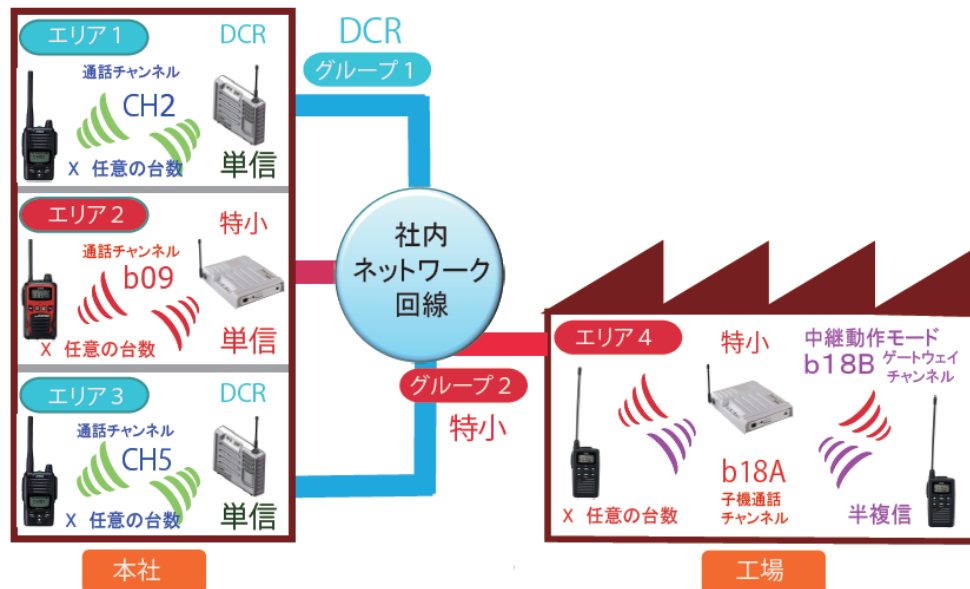 エリア1
DCR
通話チャンネル
CH2
X 任意の台数
単信
エリア2
特小
通話チャンネル
b09
X 任意の台数
単信
エリア3
DCR
通話チャンネル
CH5
X 任意の台数
単信
本社
DCR
グループ1
社内
ネットワーク
回線
グループ2
特小
エリア4
特小
中継動作モード
b18B ゲートウェイ
チャンネル
b18A
子機通話
チャンネル
X 任意の台数
半複信
工場